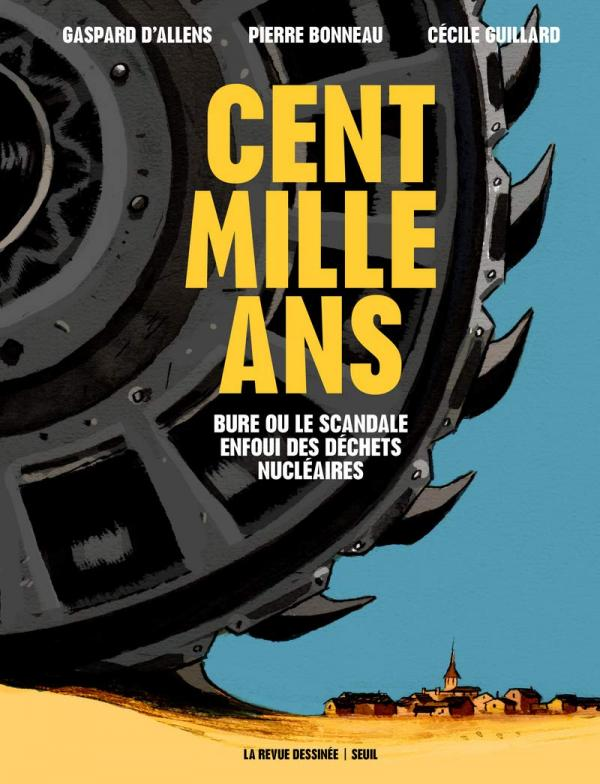 GASPARD D'ALLENS PIERRE BONNEAU CÉCILE GUILLARD
CENT
MILLE
ANS
BURE OU LE SCANDALE
ENFOUI DES DÉCHETS
NUCLÉAIRES
LA REVUE DESSINÉE | SEUIL